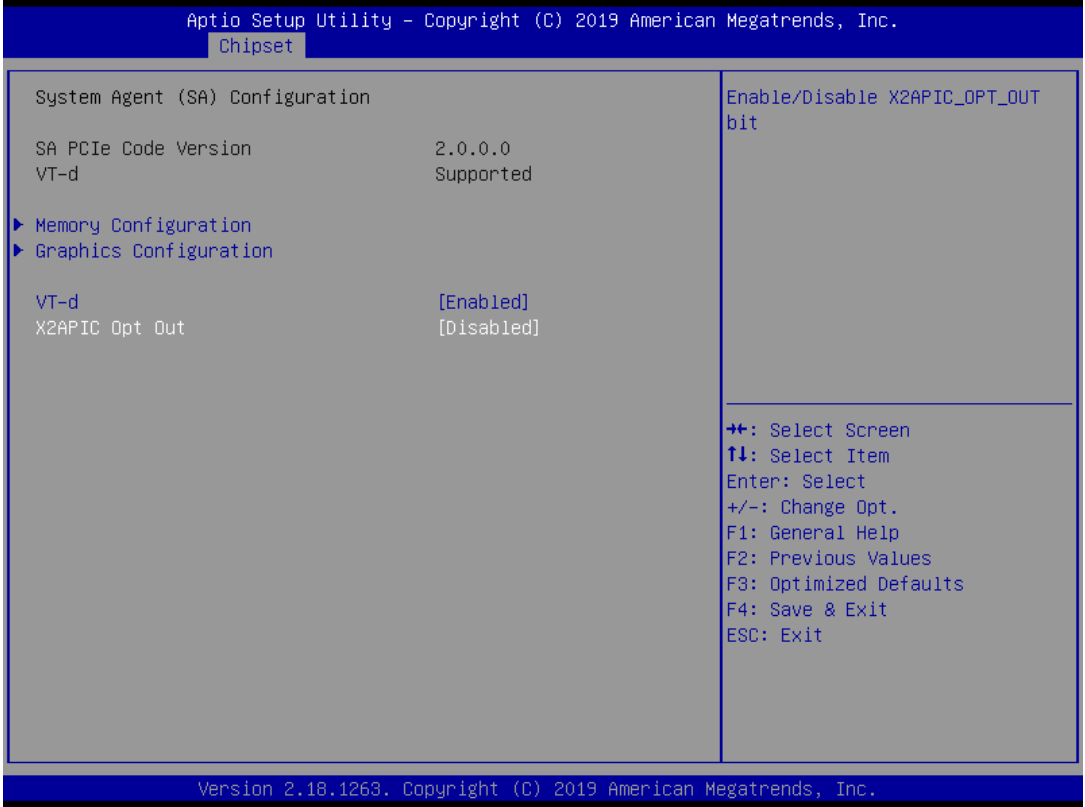 Aptio Setup Utility – Copyright (C) 2019 American Megatrends, Inc.
Chipset
System Agent (SA) Configuration
SA PCIe Code Version 2.0.0.0
VT-d Supported
Memory Configuration
Graphics Configuration
VT-d [Enabled]
X2APIC Opt Out [Disabled]
Enable/Disable X2APIC_OPT_OUT
bit
→←: Select Screen
↑↓: Select Item
Enter: Select
+/-: Change Opt.
F1: General Help
F2: Previous Values
F3: Optimized Defaults
F4: Save & Exit
ESC: Exit
Version 2.18.1263. Copyright (C) 2019 American Megatrends, Inc.